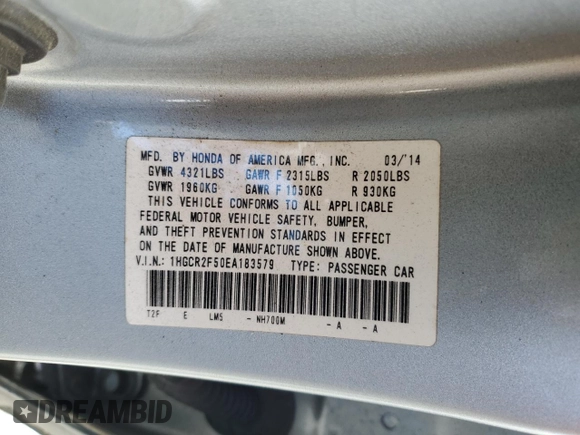 MFD. BY HONDA OF AMERICA MFG., INC. 03/'14
GVWR 4321LBS GAWR F 2315LBS R 2050LBS
GVWR 1960KG GAWR F 1050KG R 930KG
THIS VEHICLE CONFORMS TO ALL APPLICABLE
FEDERAL MOTOR VEHICLE SAFETY, BUMPER,
AND THEFT PREVENTION STANDARDS IN EFFECT
ON THE DATE OF MANUFACTURE SHOWN ABOVE.
V.I.N.: 1HGCR2F50EA183579 TYPE: PASSENGER CAR
T2F E LM5 - NH700M - A - A
DREAMBID